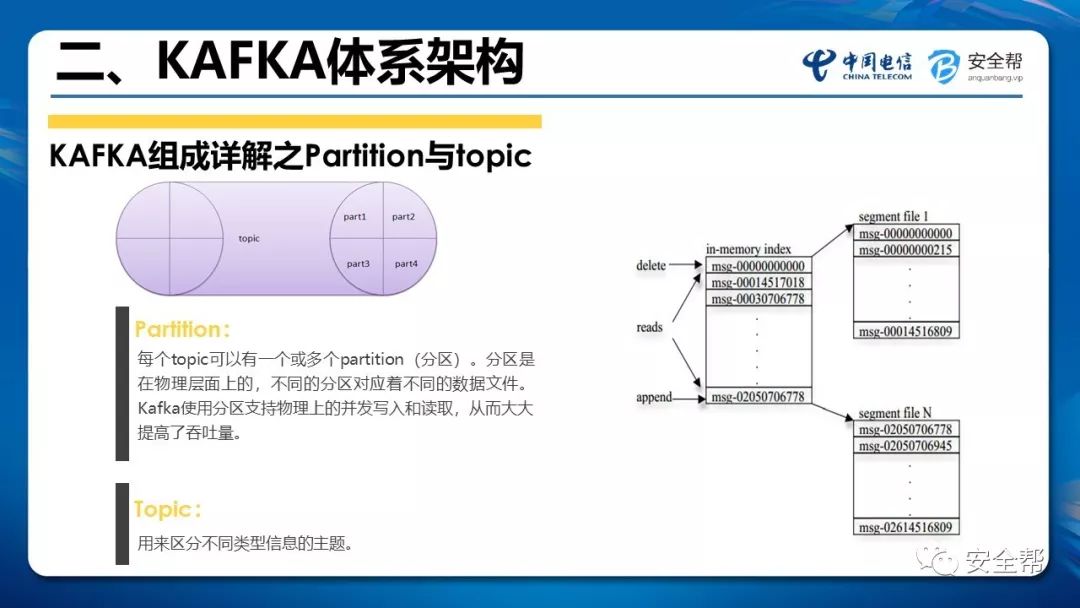 二、KAFKA体系架构
中国电信
CHINA TELECOM
安全帮
anquanbang.vip
KAFKA组成详解之Partition与topic
topic
part1
part2
part3
part4
Partition：
每个topic可以有一个或多个partition（分区）。分区是
在物理层面上的，不同的分区对应着不同的数据文件。
Kafka使用分区支持物理上的并发写入和读取，从而大大
提高了吞吐量。
Topic：
用来区分不同类型信息的主题。
in-memory index
delete
msg-00000000000
msg-00014517018
msg-00030706778
reads
append
msg-02050706778
segment file 1
msg-00000000000
msg-00000000215
msg-00014516809
segment file N
msg-02050706778
msg-02050706945
msg-02614516809
安全帮